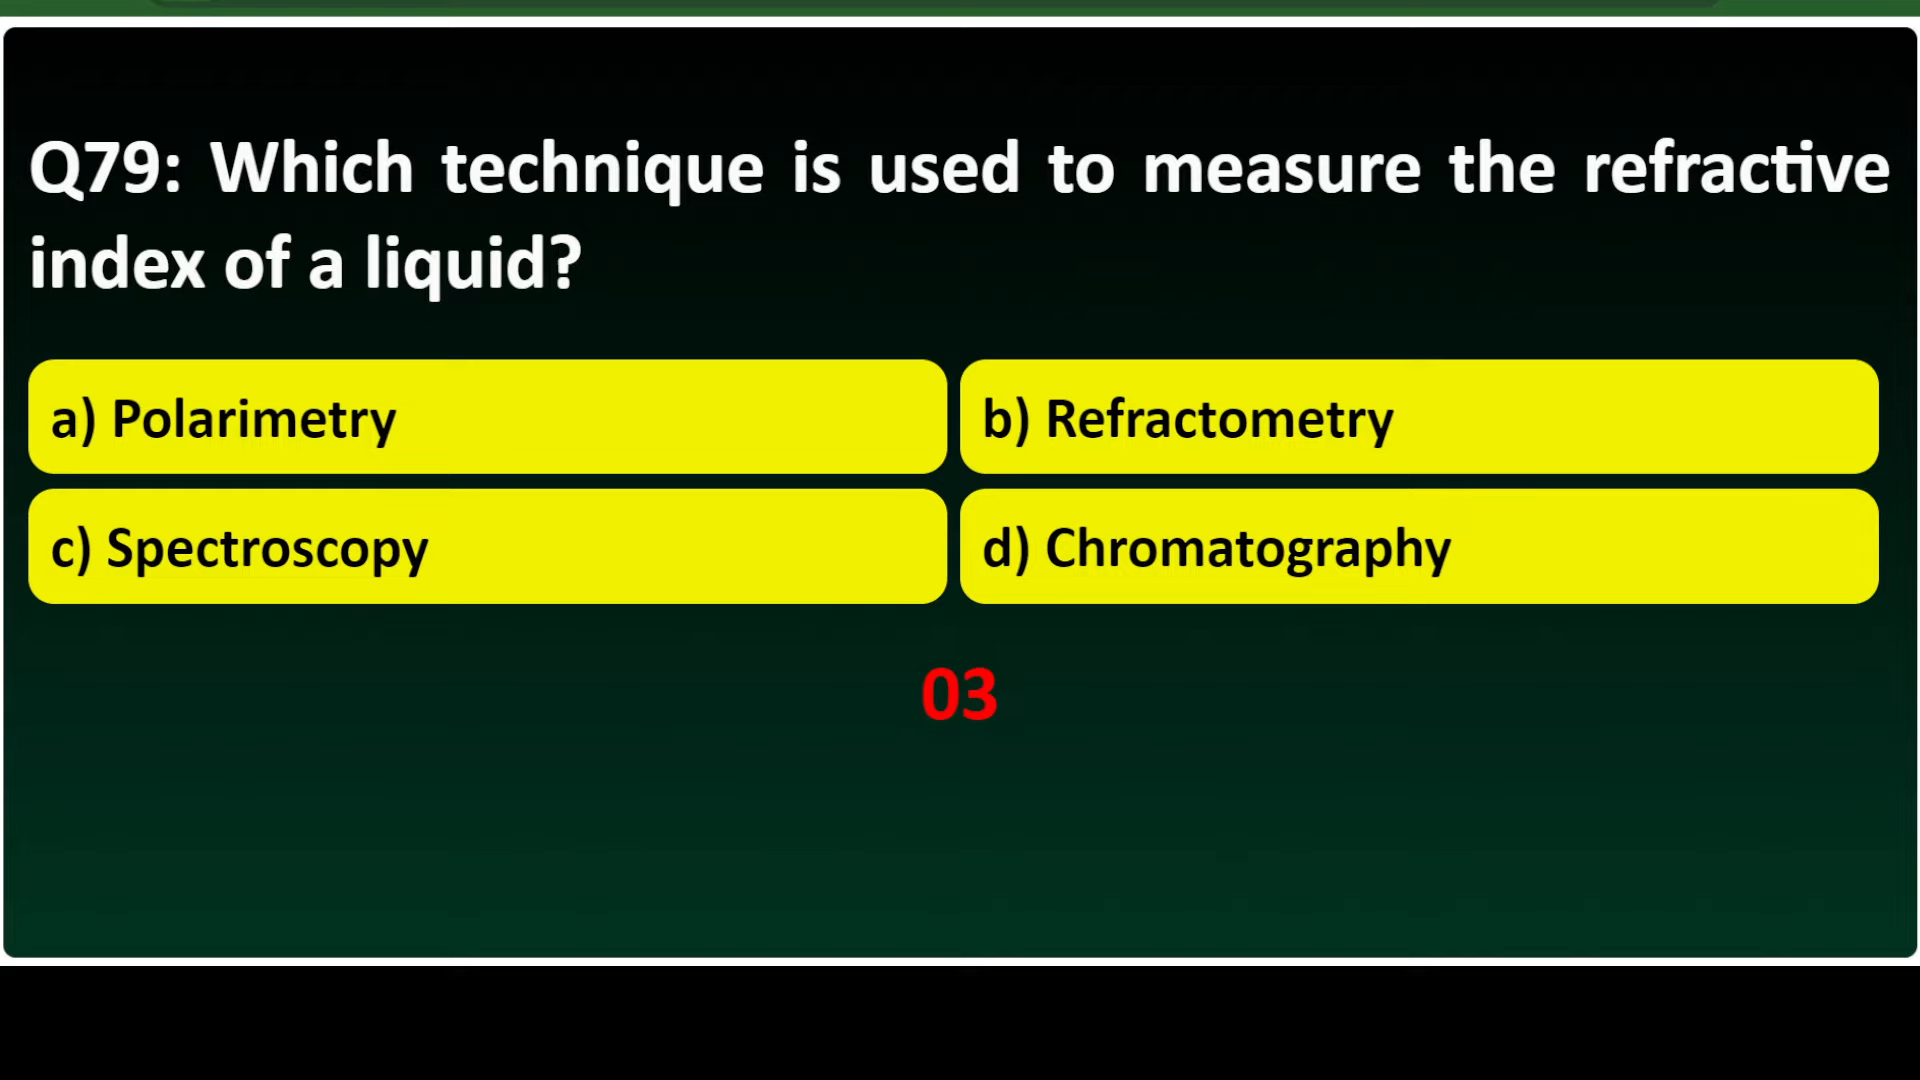 Q79: Which technique is used to measure the refractive
index of a liquid?
a) Polarimetry
b) Refractometry
c) Spectroscopy
d) Chromatography
03